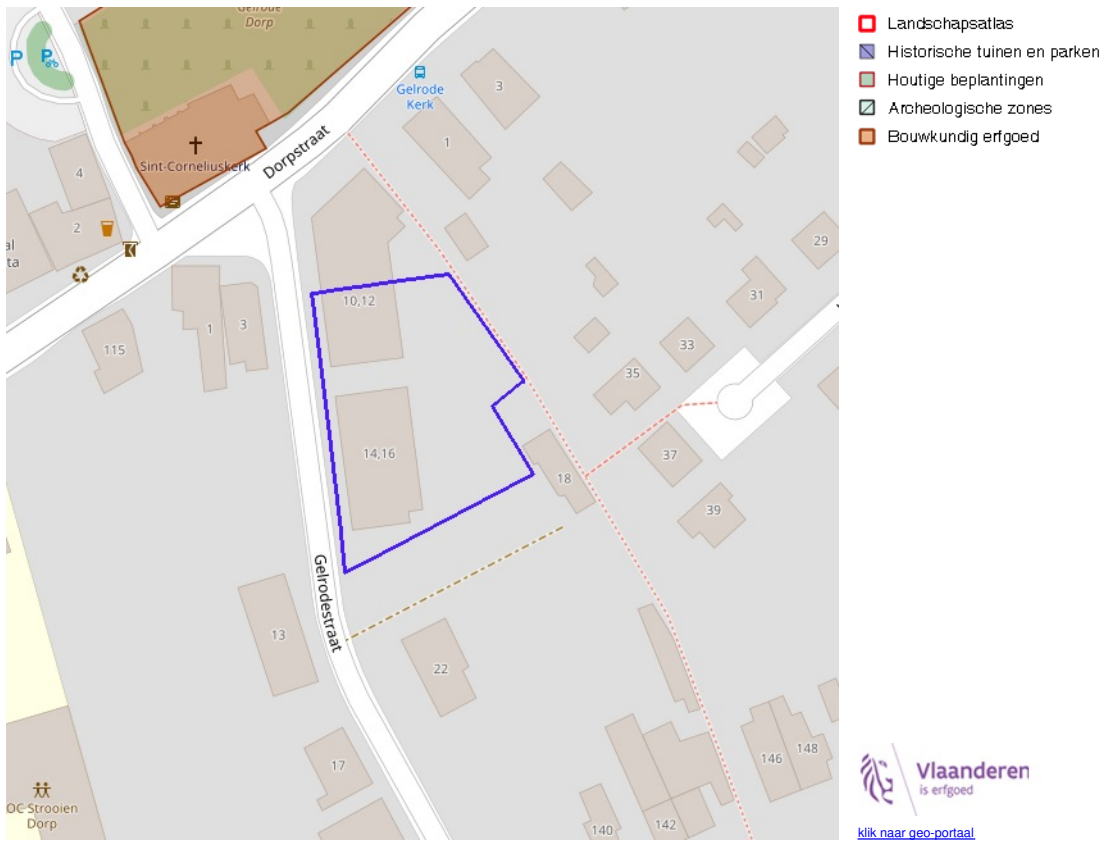 Gelrode
Dorp
P
P
Gelrode
Kerk
3
1
Dorpstraat
Sint-Corneliuskerk
4
2
al
ta
29
31
10,12
1
3
115
33
35
14,16
37
18
39
Gelrodestraat
13
22
17
146
148
OC Strooien
Dorp
140
142
Landschapsatlas
Historische tuinen en parken
Houtige beplantingen
Archeologische zones
Bouwkundig erfgoed
Vlaanderen
is erfgoed
klik naar geo-portaal